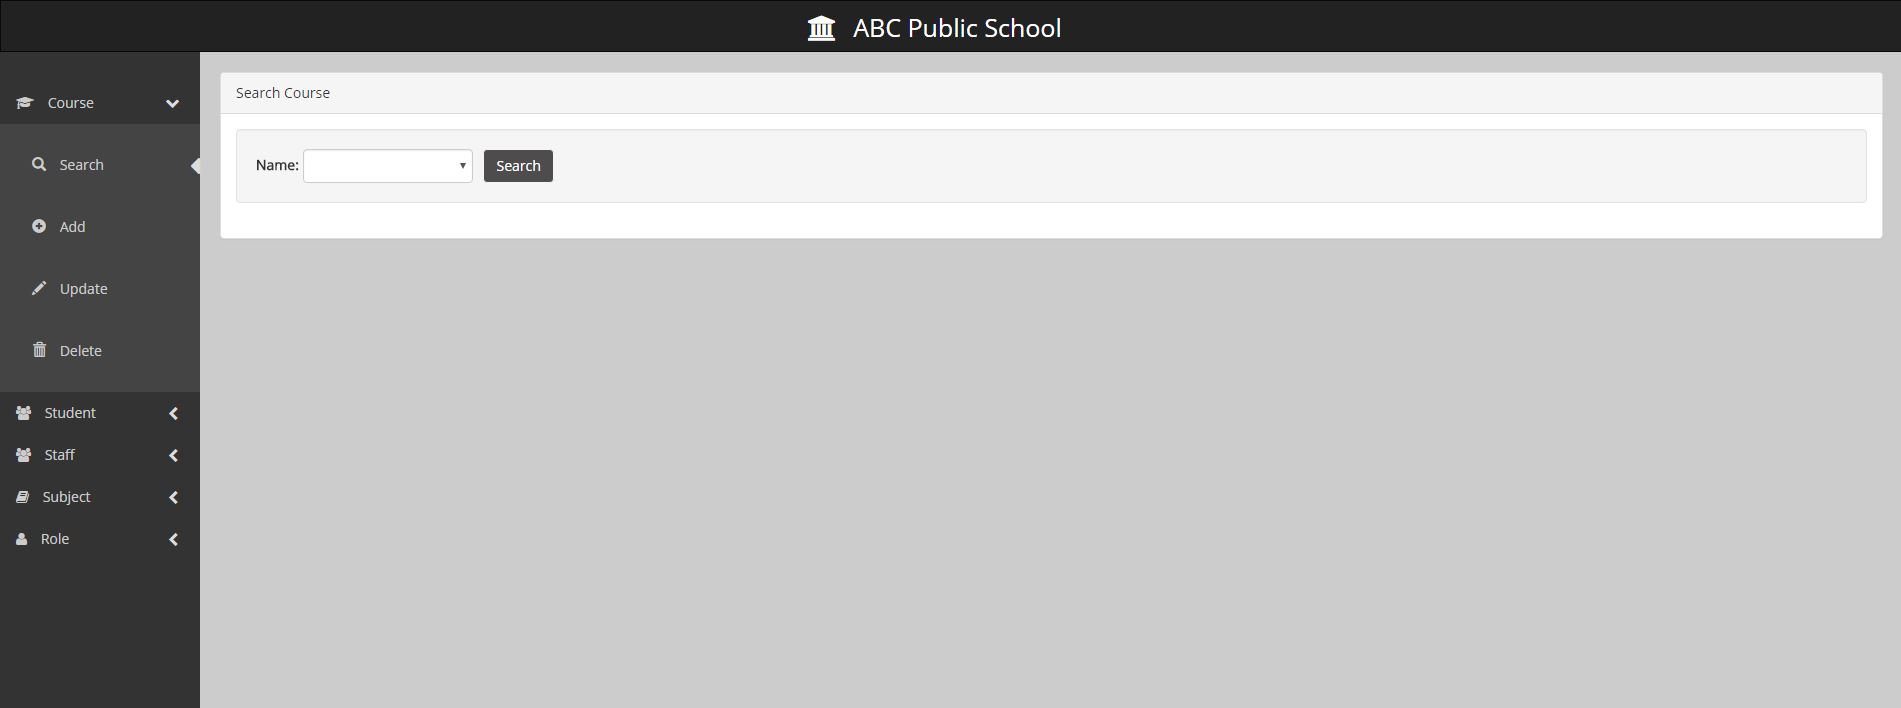 ABC Public School
Course
Search
Add
Update
Delete
Student
Staff
Subject
Role
Search Course
Name:
Search